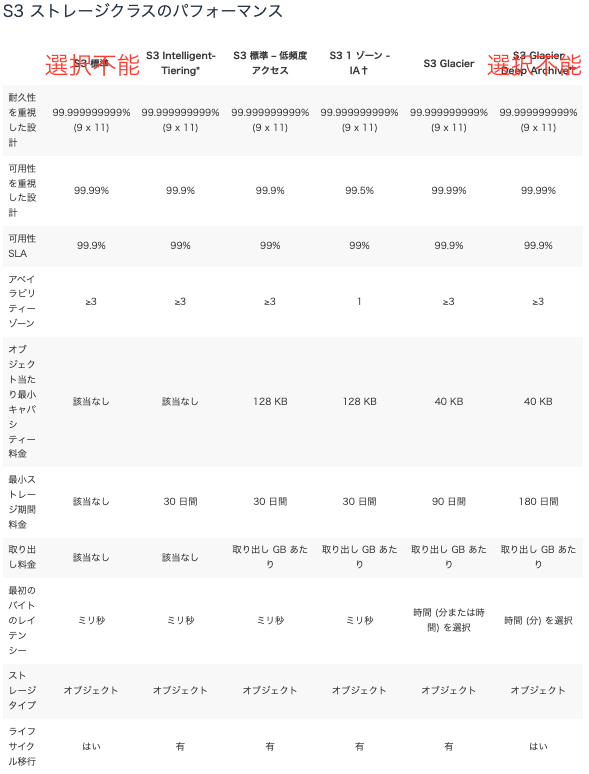 S3 ストレージクラスのパフォーマンス
選択不能 選択不能
S3 標準 S3 Intelligent- S3 標準 – 低頻度 S3 1 ゾーン - S3 Glacier S3 Glacier
Tiering* アクセス IA† Deep Archive**
耐久性
を重視 99.999999999% 99.999999999% 99.999999999% 99.999999999% 99.999999999% 99.999999999%
した設 (9 x 11) (9 x 11) (9 x 11) (9 x 11) (9 x 11) (9 x 11)
計
可用性
を重視 99.99% 99.9% 99.9% 99.5% 99.99% 99.99%
した設
計
可用性 99.9% 99% 99% 99% 99.9% 99.9%
SLA
アベイ
ラビリ ≥3 ≥3 ≥3 1 ≥3 ≥3
ティー
ゾーン
オブ
ジェク
ト当た
り最小 該当なし 該当なし 128 KB 128 KB 40 KB 40 KB
キャパ
シ
ティー
料金
最小ス
トレー 該当なし 30 日間 30 日間 30 日間 90 日間 180 日間
ジ期間
料金
取り出 該当なし 該当なし 取り出し GB あた 取り出し GB あた 取り出し GB あた 取り出し GB あた
し料金 り り り り
最初の
バイト
のレイ ミリ秒 ミリ秒 ミリ秒 ミリ秒 時間 (分または時 時間 (分) を選択
テン 間) を選択
シー
スト
レージ オブジェクト オブジェクト オブジェクト オブジェクト オブジェクト オブジェクト
タイプ
ライフ
サイク はい 有 有 有 有 はい
ル移行